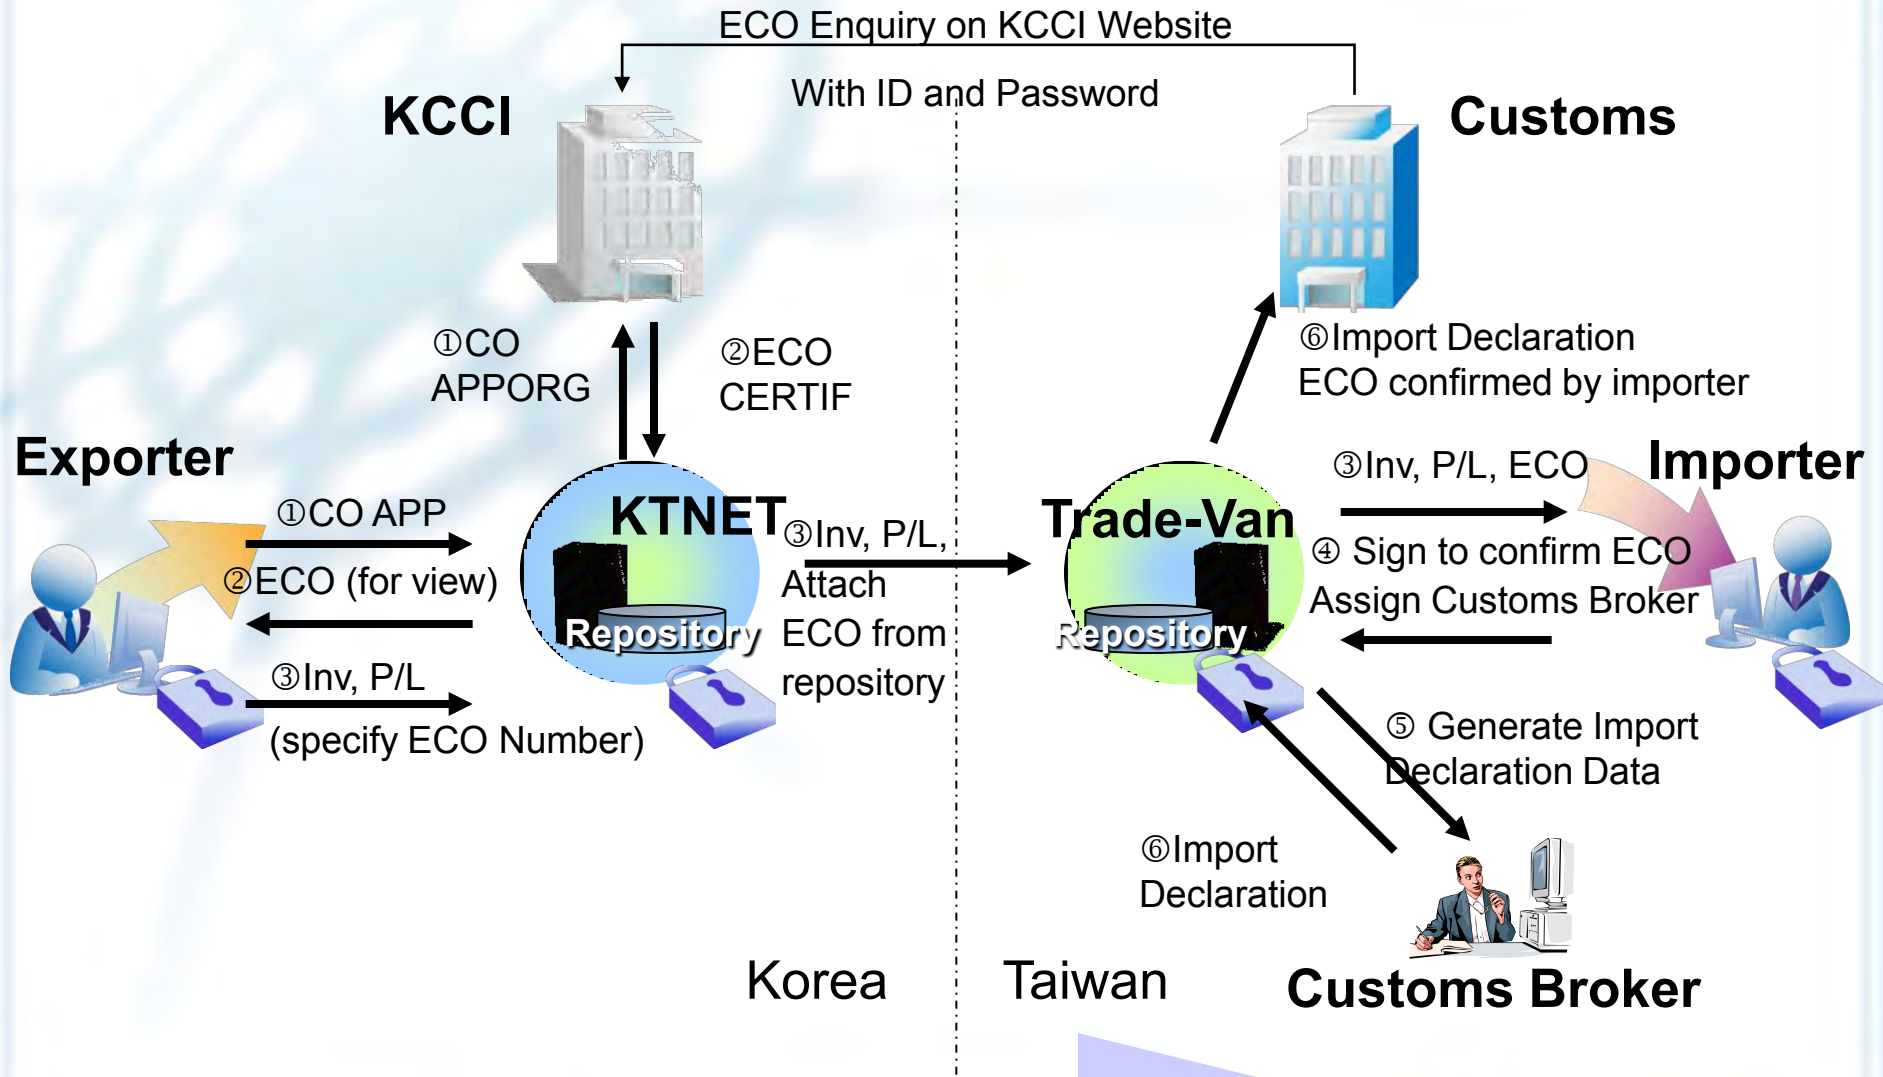 ECO Enquiry on KCCI Website
With ID and Password
KCCI
Customs
①CO
APPORG
②ECO
CERTIF
⑥Import Declaration
ECO confirmed by importer
Exporter
Importer
①CO APP
②ECO (for view)
③Inv, P/L
(specify ECO Number)
KTNET
Repository
③Inv, P/L,
Attach
ECO from
repository
Trade-Van
Repository
③Inv, P/L, ECO
④ Sign to confirm ECO
Assign Customs Broker
⑤ Generate Import
Declaration Data
⑥Import
Declaration
Korea
Taiwan
Customs Broker